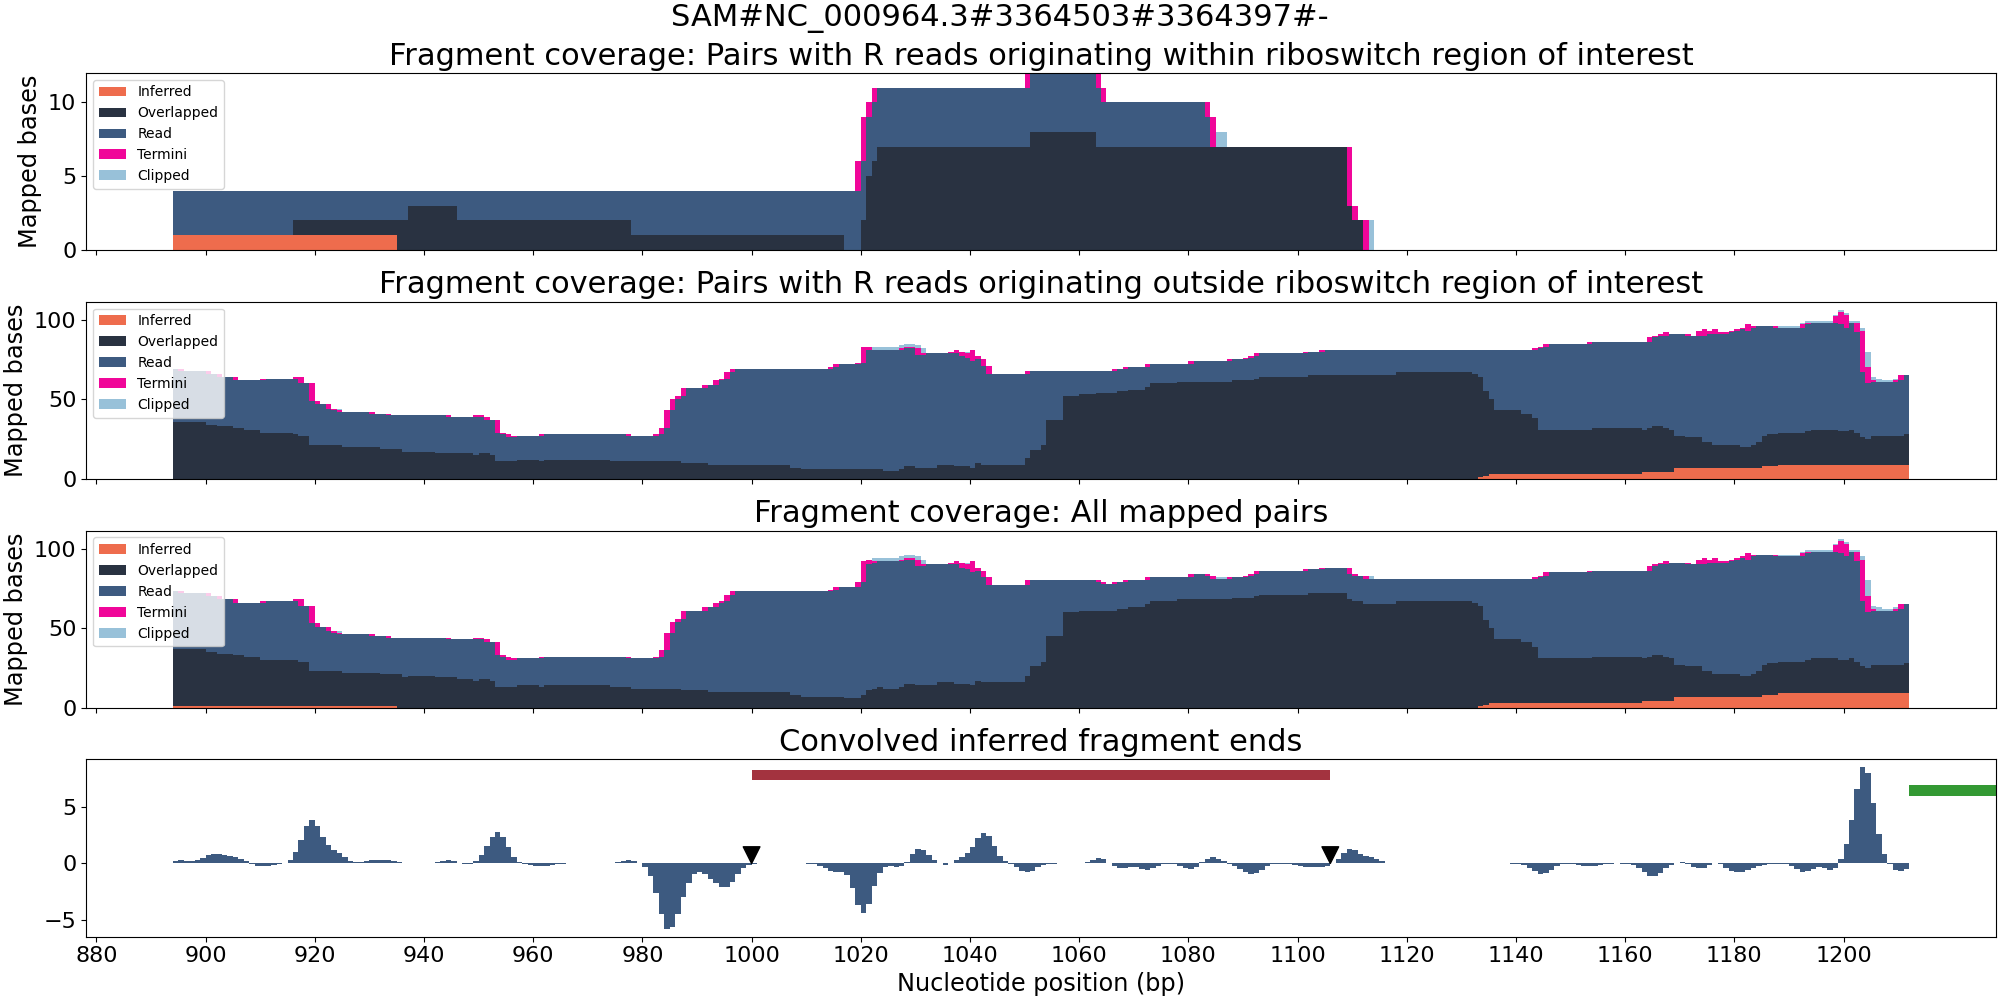 SAM#NC_000964.3#3364503#3364397#-
Fragment coverage: Pairs with R reads originating within riboswitch region of interest
Mapped bases
10
5
0
Inferred
Overlapped
Read
Termini
Clipped
Fragment coverage: Pairs with R reads originating outside riboswitch region of interest
Mapped bases
100
50
0
Inferred
Overlapped
Read
Termini
Clipped
Fragment coverage: All mapped pairs
Mapped bases
100
50
0
Inferred
Overlapped
Read
Termini
Clipped
Convolved inferred fragment ends
5
0
−5
880 900 920 940 960 980 1000 1020 1040 1060 1080 1100 1120 1140 1160 1180 1200
Nucleotide position (bp)